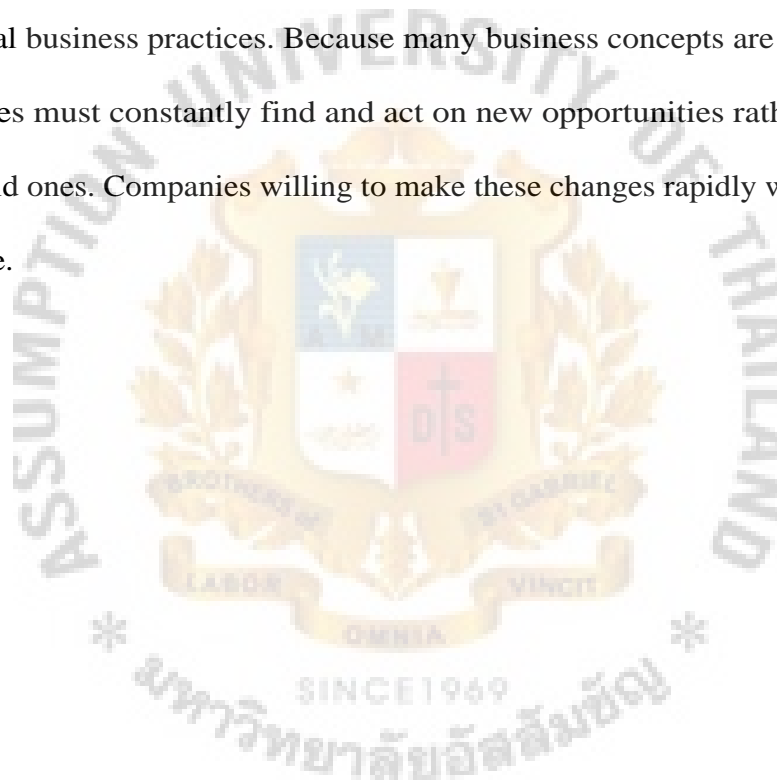 al business practices. Because many business concepts are
es must constantly find and act on new opportunities rath
ld ones. Companies willing to make these changes rapidly w
e.
ASSUMPTION UNIVERSITY OF THAILAND
A M
D S
BROTHERS of ST GABRIEL
LABOR OMNIA VINCIT
SINCE1969
* มหาวิทยาลัยอัสสัมชัญ *